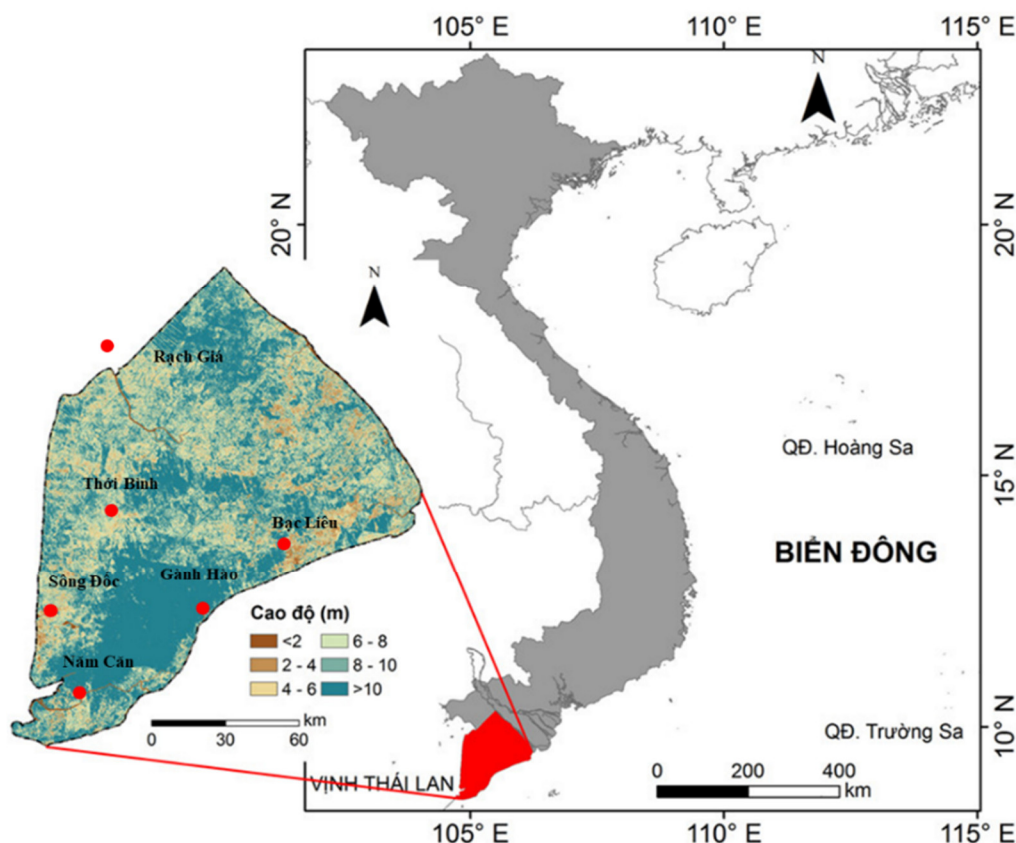 105° E 110° E 115° E
N
20° N 20° N
N
Rạch Giá
15° N
QĐ. Hoàng Sa
Thới Bình
Bạc Liêu
BIỂN ĐÔNG
Sông Đốc
Gành Hào
Cao độ (m)
<2 6 - 8
2 - 4 8 - 10
4 - 6 >10
Năm Căn
km
0 30 60
10° N
QĐ. Trường Sa
VỊNH THÁI LAN
0 200 400
km
105° E 110° E 115° E